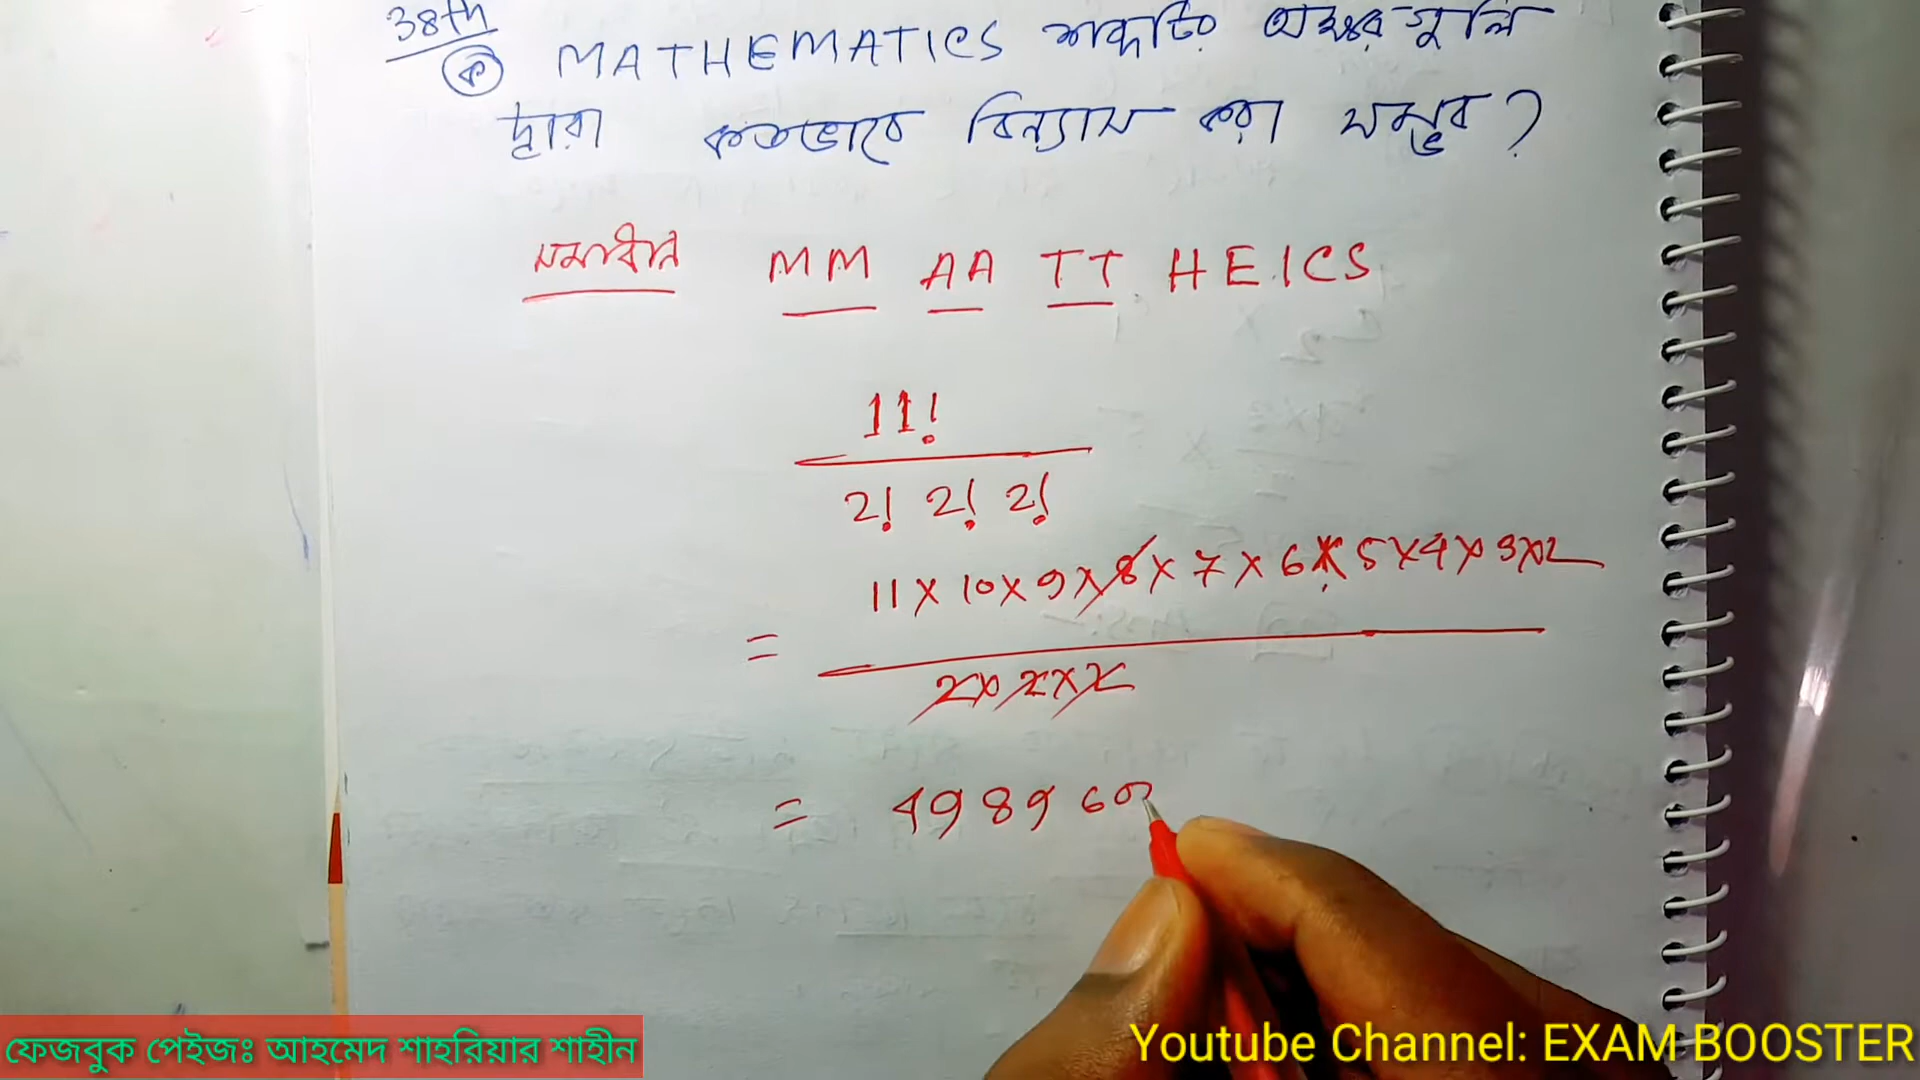 38th
ক MATHEMATICS শব্দটির অক্ষরগুলি
দ্বারা কতভাবে বিন্যাস করা সম্ভব?
সমাধান MM AA TT HEICS
11!
2! 2! 2!
= 11 x 10 x 9 x 8 x 7 x 6 x 5 x 4 x 3 x 2
2 x 2 x 2
= 498960
ফেজবুক পেইজঃ আহমেদ শাহরিয়ার শাহীন
Youtube Channel: EXAM BOOSTER